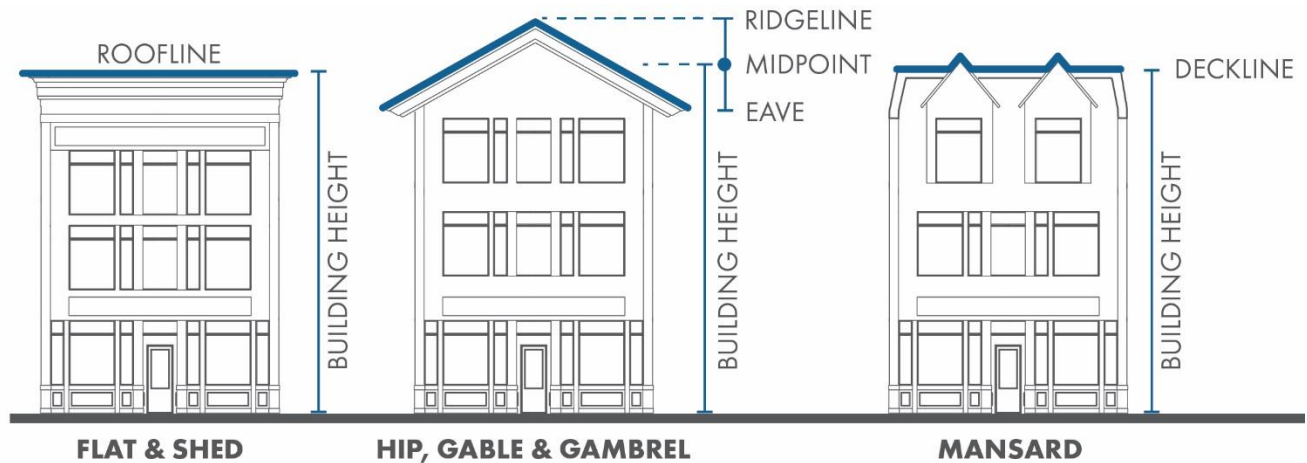 ROOFLINE
BUILDING HEIGHT
FLAT & SHED
RIDGELINE
MIDPOINT
EAVE
BUILDING HEIGHT
HIP, GABLE & GAMBREL
DECKLINE
BUILDING HEIGHT
MANSARD